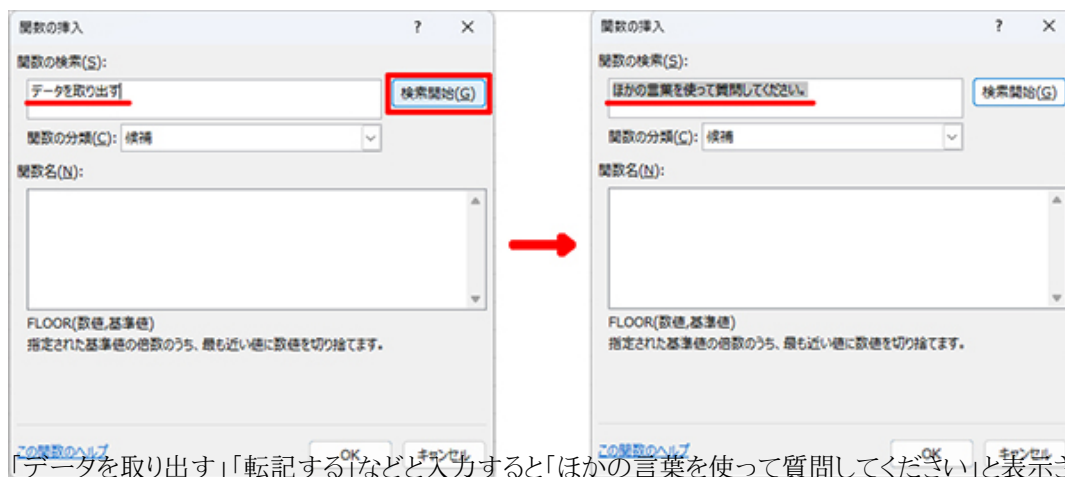 関数の挿入 ? ×
関数の検索(S):
データを取り出す
検索開始(G)
関数の分類(C): 候補
関数名(N):
FLOOR(数値,基準値)
指定された基準値の倍数のうち、最も近い値に数値を切り捨てます。
この関数のヘルプ
OK キャンセル
関数の挿入 ? ×
関数の検索(S):
ほかの言葉を使って質問してください。
検索開始(G)
関数の分類(C): 候補
関数名(N):
FLOOR(数値,基準値)
指定された基準値の倍数のうち、最も近い値に数値を切り捨てます。
この関数のヘルプ
OK キャンセル
「データを取り出す」「転記する」などと入力すると「ほかの言葉を使って質問してください」と表示さ